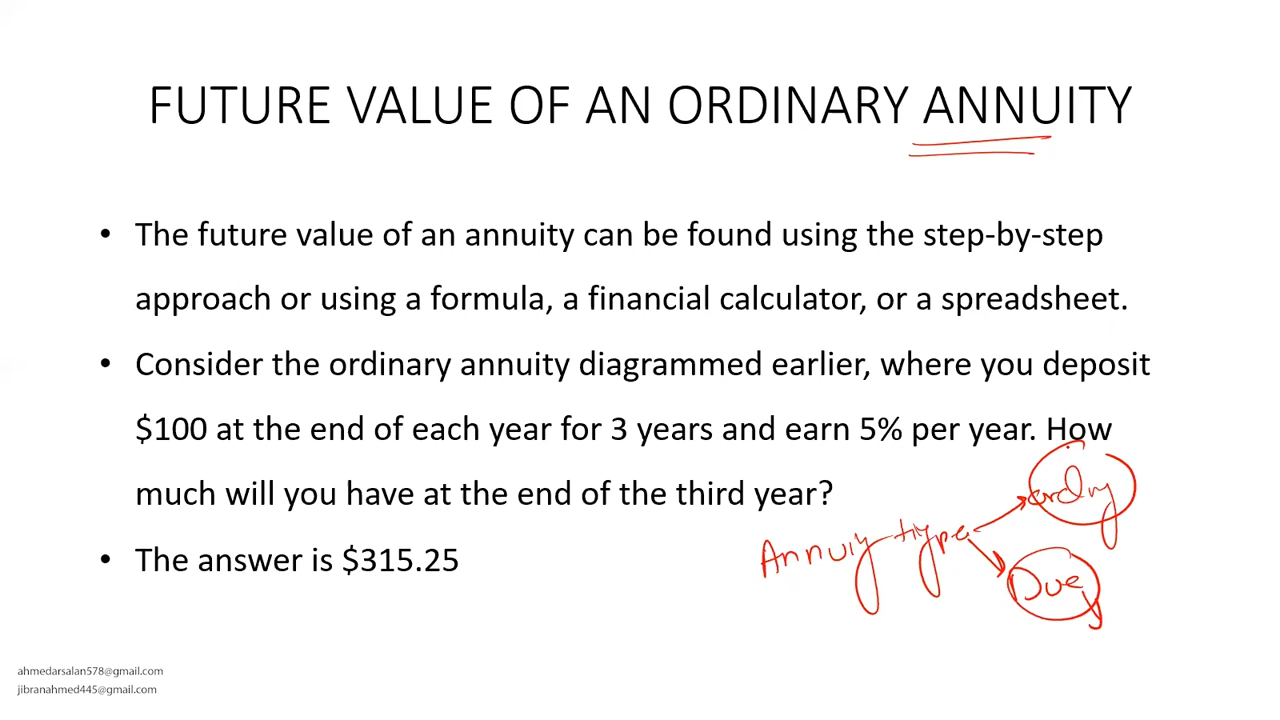 FUTURE VALUE OF AN ORDINARY ANNUITY
• The future value of an annuity can be found using the step-by-step
approach or using a formula, a financial calculator, or a spreadsheet.
• Consider the ordinary annuity diagrammed earlier, where you deposit
$100 at the end of each year for 3 years and earn 5% per year. How
much will you have at the end of the third year?
• The answer is $315.25
Annuiy type
Due
ahmedarsalan578@gmail.com
jibranahmed445@gmail.com